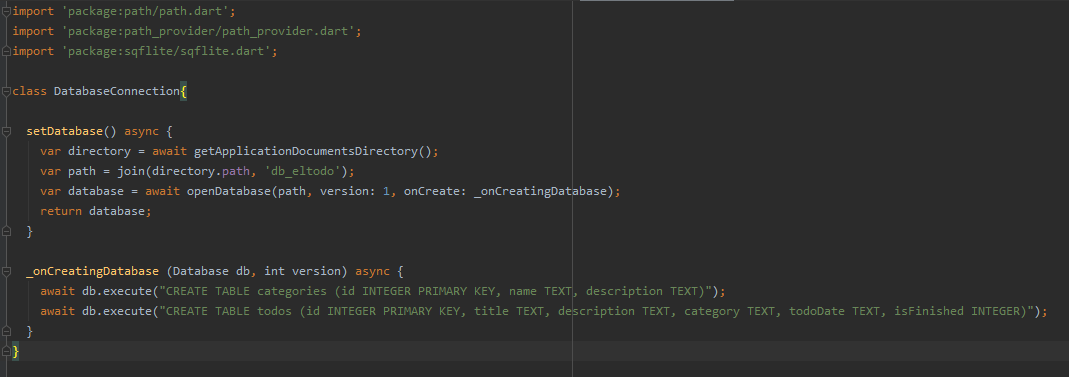 import 'package:path/path.dart';
import 'package:path_provider/path_provider.dart';
import 'package:sqflite/sqflite.dart';
class DatabaseConnection{
setDatabase() async {
var directory = await getApplicationDocumentsDirectory();
var path = join(directory.path, 'db_eltodo');
var database = await openDatabase(path, version: 1, onCreate: _onCreatingDatabase);
return database;
}
_onCreatingDatabase (Database db, int version) async {
await db.execute("CREATE TABLE categories (id INTEGER PRIMARY KEY, name TEXT, description TEXT)");
await db.execute("CREATE TABLE todos (id INTEGER PRIMARY KEY, title TEXT, description TEXT, category TEXT, todoDate TEXT, isFinished INTEGER)");
}
}